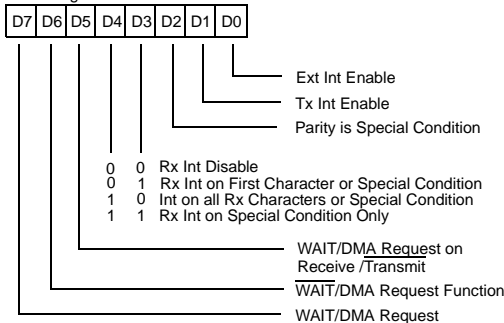 D7 D6 D5 D4 D3 D2 D1 D0
Ext Int Enable
Tx Int Enable
Parity is Special Condition
0 0 Rx Int Disable
0 1 Rx Int on First Character or Special Condition
1 0 Int on all Rx Characters or Special Condition
1 1 Rx Int on Special Condition Only
WAIT/DMA Request on
Receive /Transmit
WAIT/DMA Request Function
WAIT/DMA Request